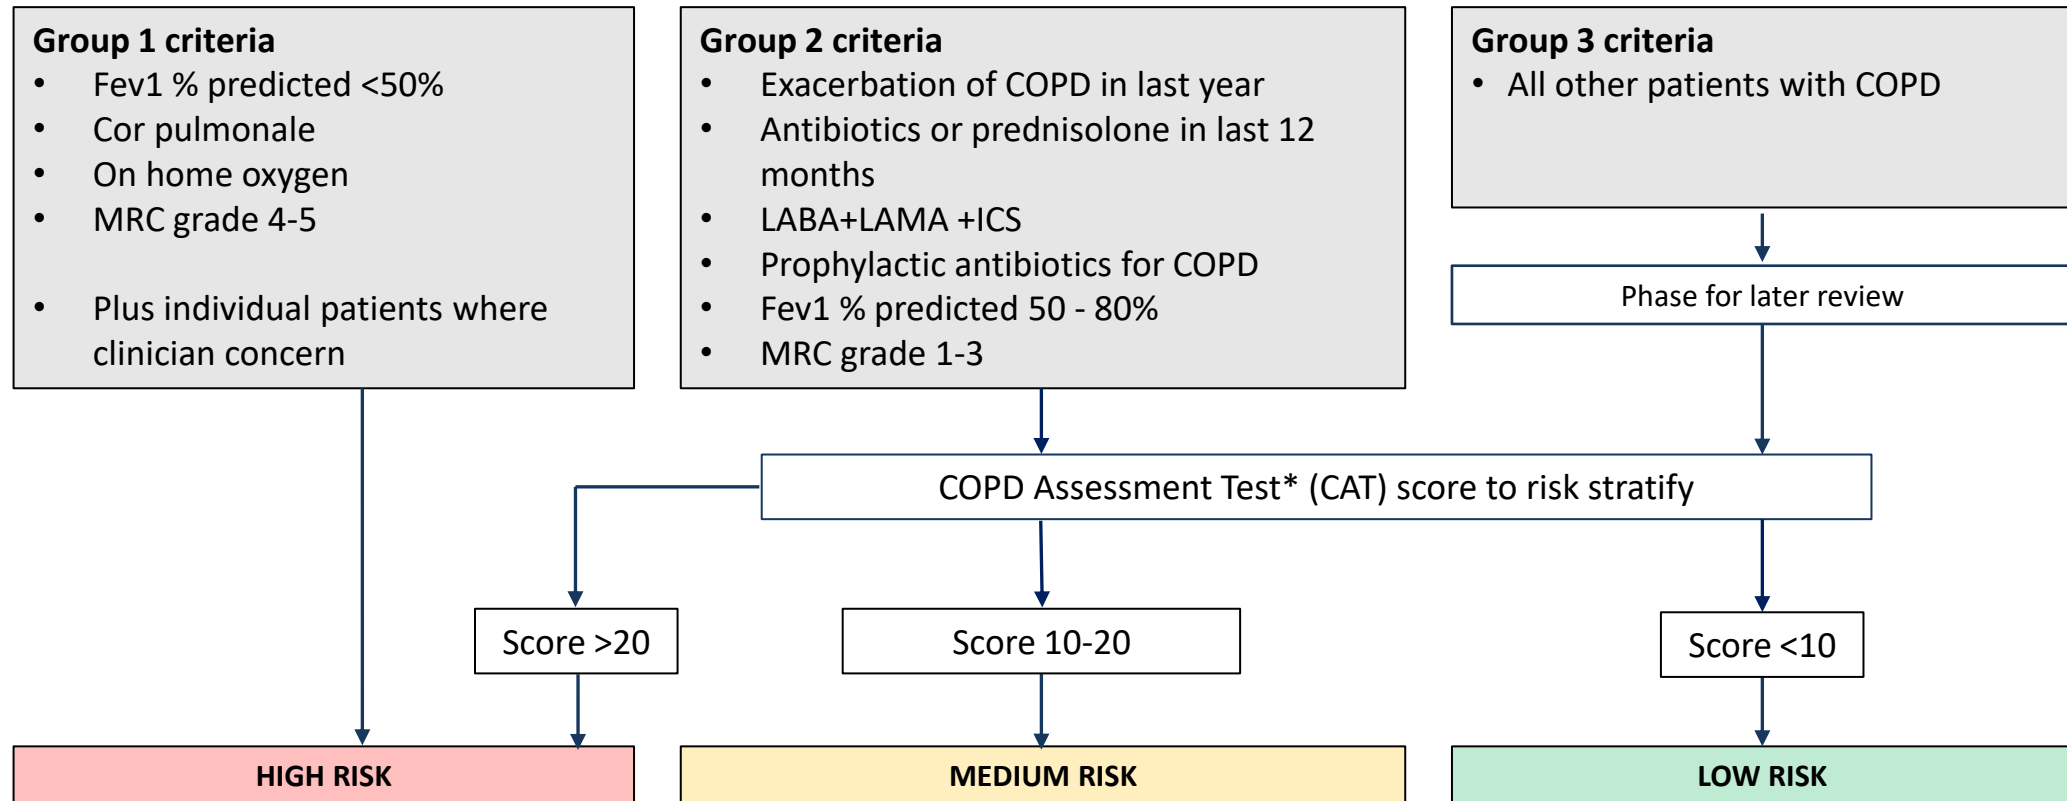 Group 1 criteria
• Fev1 % predicted <50%
• Cor pulmonale
• On home oxygen
• MRC grade 4-5
• Plus individual patients where
clinician concern
Group 2 criteria
• Exacerbation of COPD in last year
• Antibiotics or prednisolone in last 12
months
• LABA+LAMA +ICS
• Prophylactic antibiotics for COPD
• Fev1 % predicted 50 - 80%
• MRC grade 1-3
Group 3 criteria
• All other patients with COPD
Phase for later review
COPD Assessment Test* (CAT) score to risk stratify
Score >20
Score 10-20
Score <10
HIGH RISK
MEDIUM RISK
LOW RISK